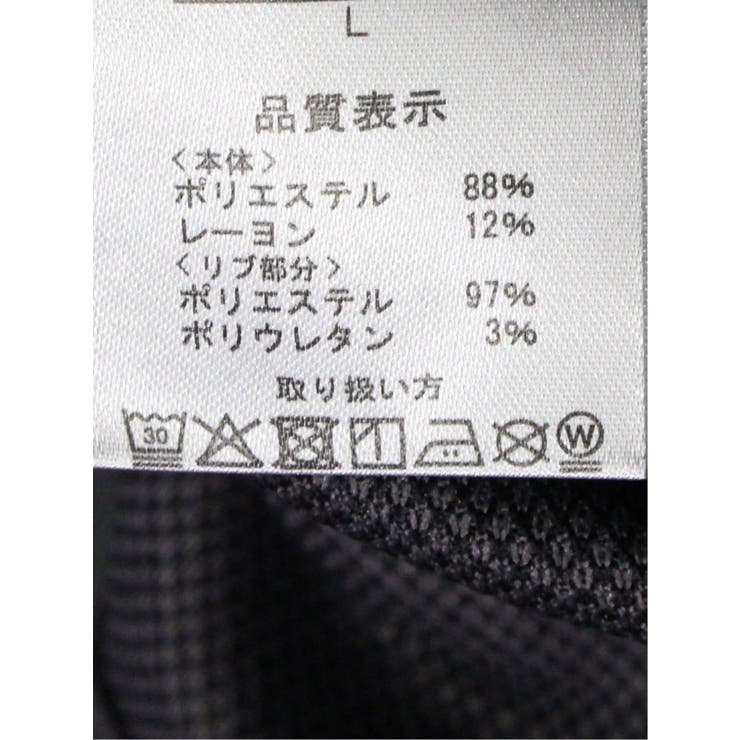 L
品質表示
<本体>
ポリエステル 88%
レーヨン 12%
<リブ部分>
ポリエステル 97%
ポリウレタン 3%
取り扱い方
30 W